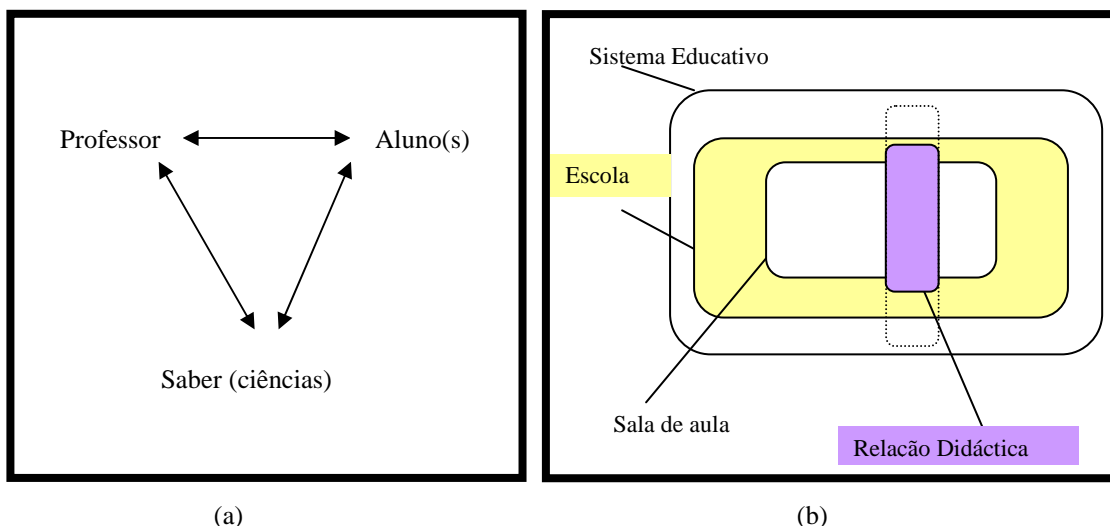 Professor
Aluno(s)
Saber (ciências)
(a)
Sistema Educativo
Escola
Sala de aula
Relacão Didáctica
(b)